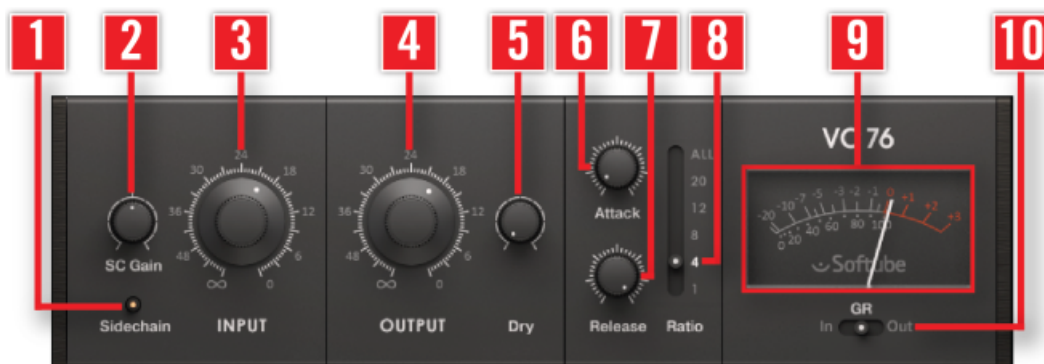 1 2 3 4 5 6 7 8 9 10
VC 76
SC Gain
Sidechain
∞ 48 36 30 24 18 12 6 0
INPUT
∞ 48 36 30 24 18 12 6 0
OUTPUT
Dry
Attack
Release
ALL
20
12
8
4
1
Ratio
-20 -10 -7 -5 -3 -2 -1 0 +1 +2 +3
0 20 40 60 80 100
Softube
GR
In Out